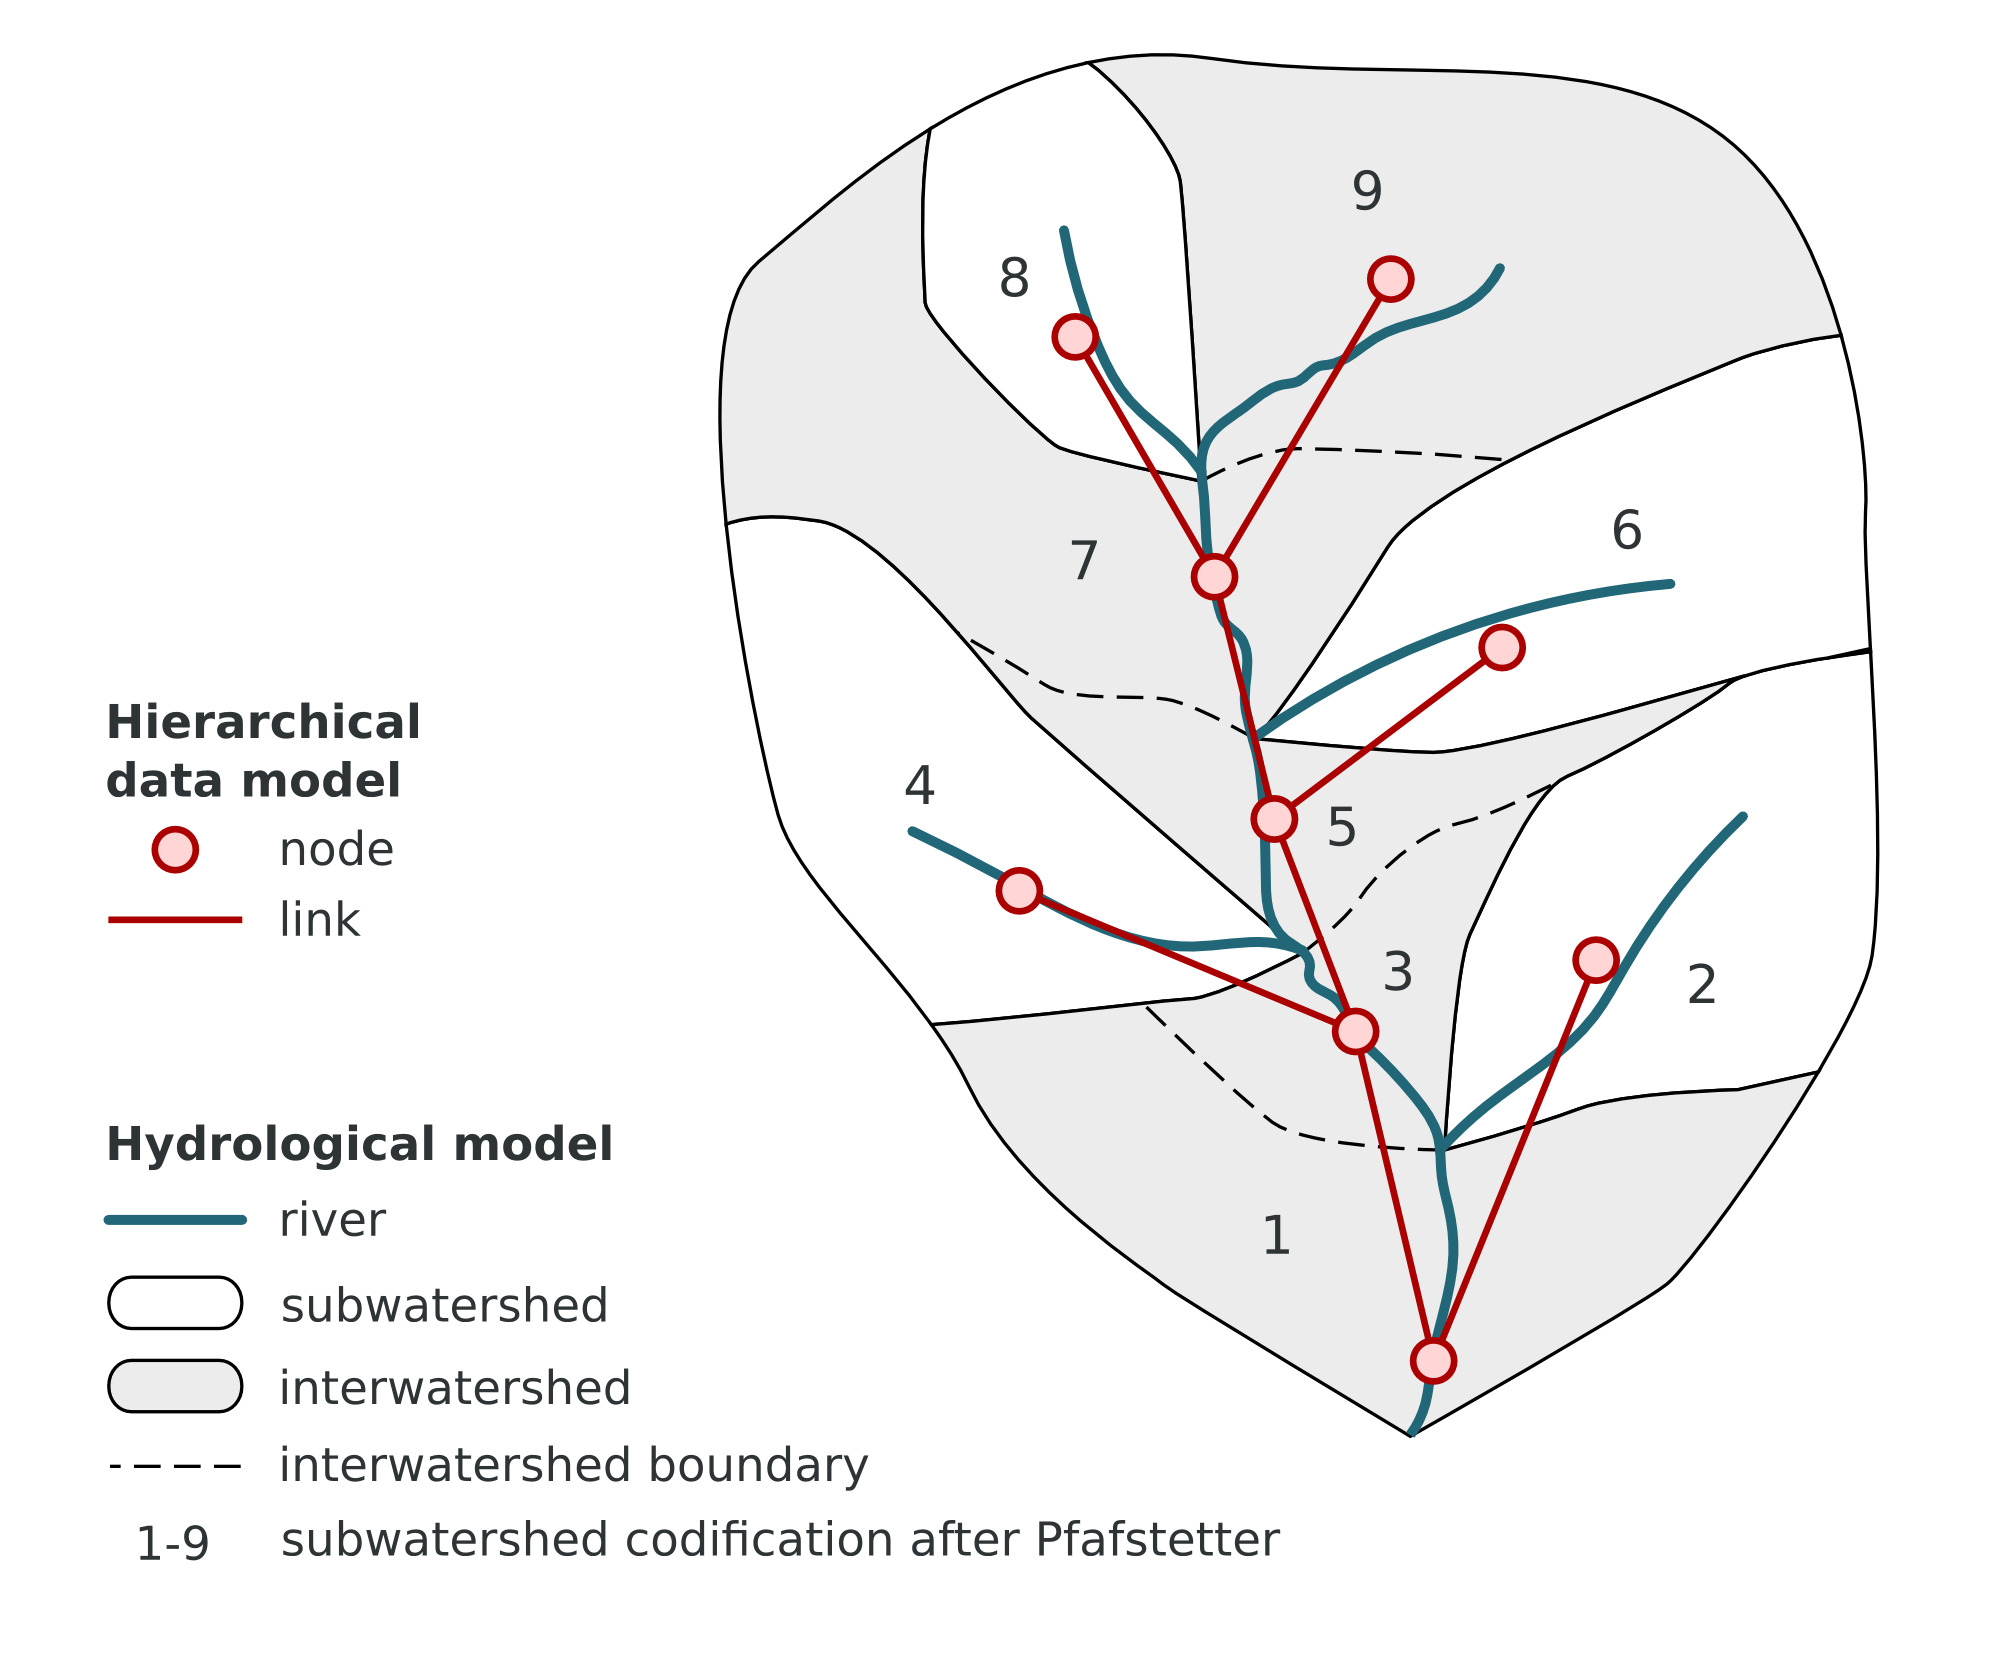 9
8
6
7
Hierarchical
data model
4
5
node
link
3
2
Hydrological model
river
1
subwatershed
interwatershed
interwatershed boundary
1-9 subwatershed codification after Pfafstetter